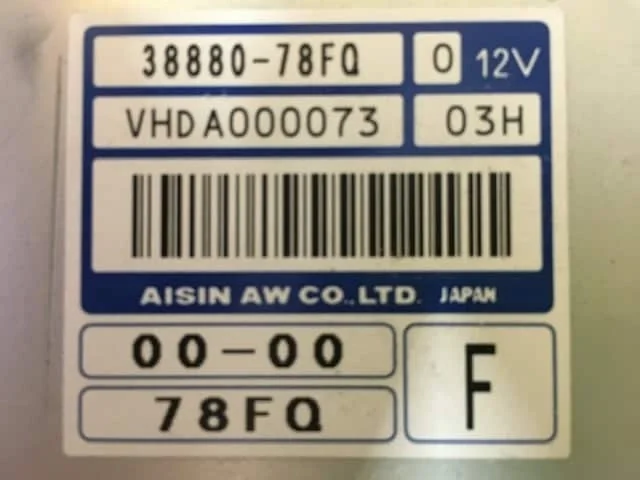 38880-78FQ 0 12V
VHDA000073 03H
AISIN AW CO.,LTD. JAPAN
00-00
78FQ
F